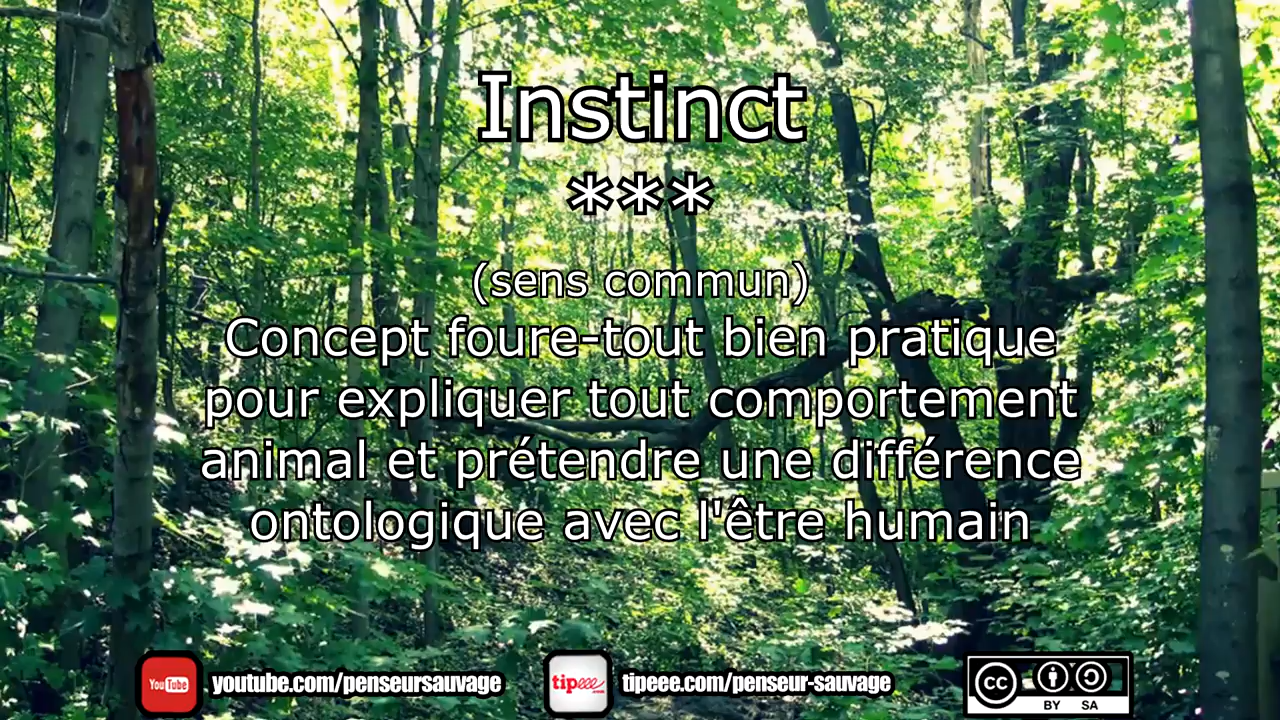 Instinct
***
(sens commun)
Concept foure-tout bien pratique
pour expliquer tout comportement
animal et prétendre une différence
ontologique avec l'être humain
YouTube youtube.com/penseursauvage tipeee tipeee.com/penseur-sauvage cc
BY SA